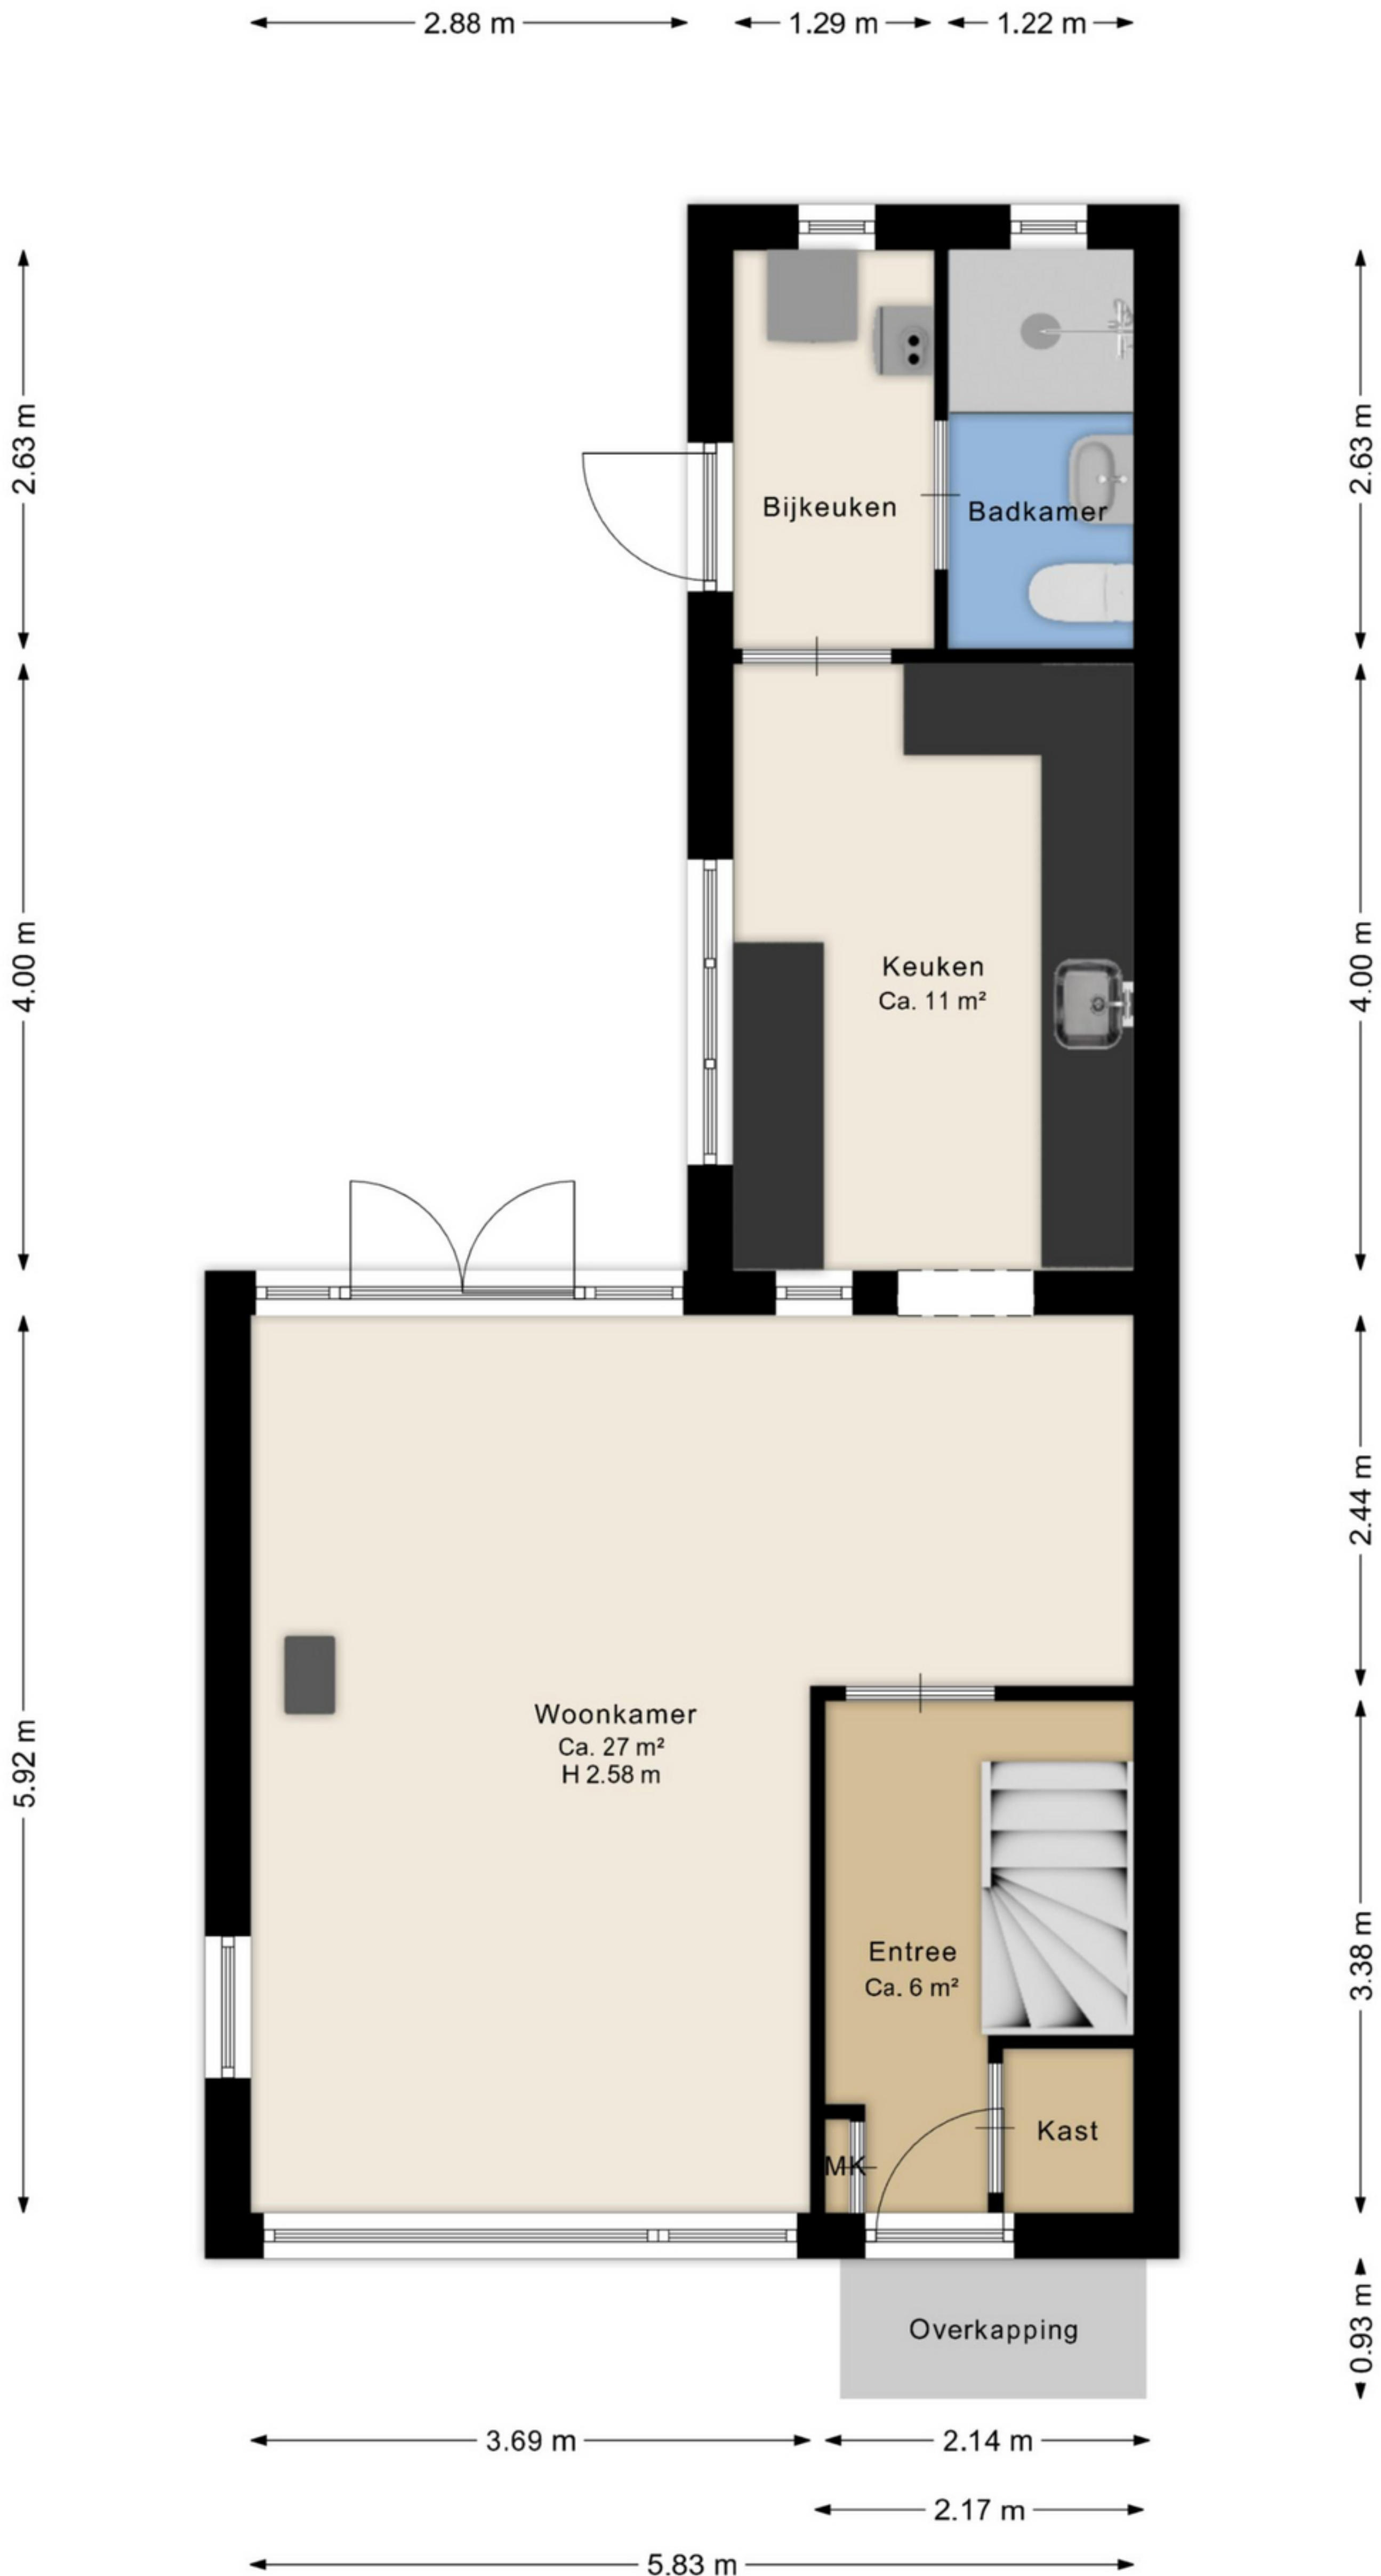 2.88 m
1.29 m
1.22 m
2.63 m
2.63 m
Bijkeuken
Badkamer
4.00 m
4.00 m
Keuken
Ca. 11 m²
2.44 m
5.92 m
Woonkamer
Ca. 27 m²
H 2.58 m
3.38 m
Entree
Ca. 6 m²
Kast
MK
0.93 m
Overkapping
3.69 m
2.14 m
2.17 m
5.83 m